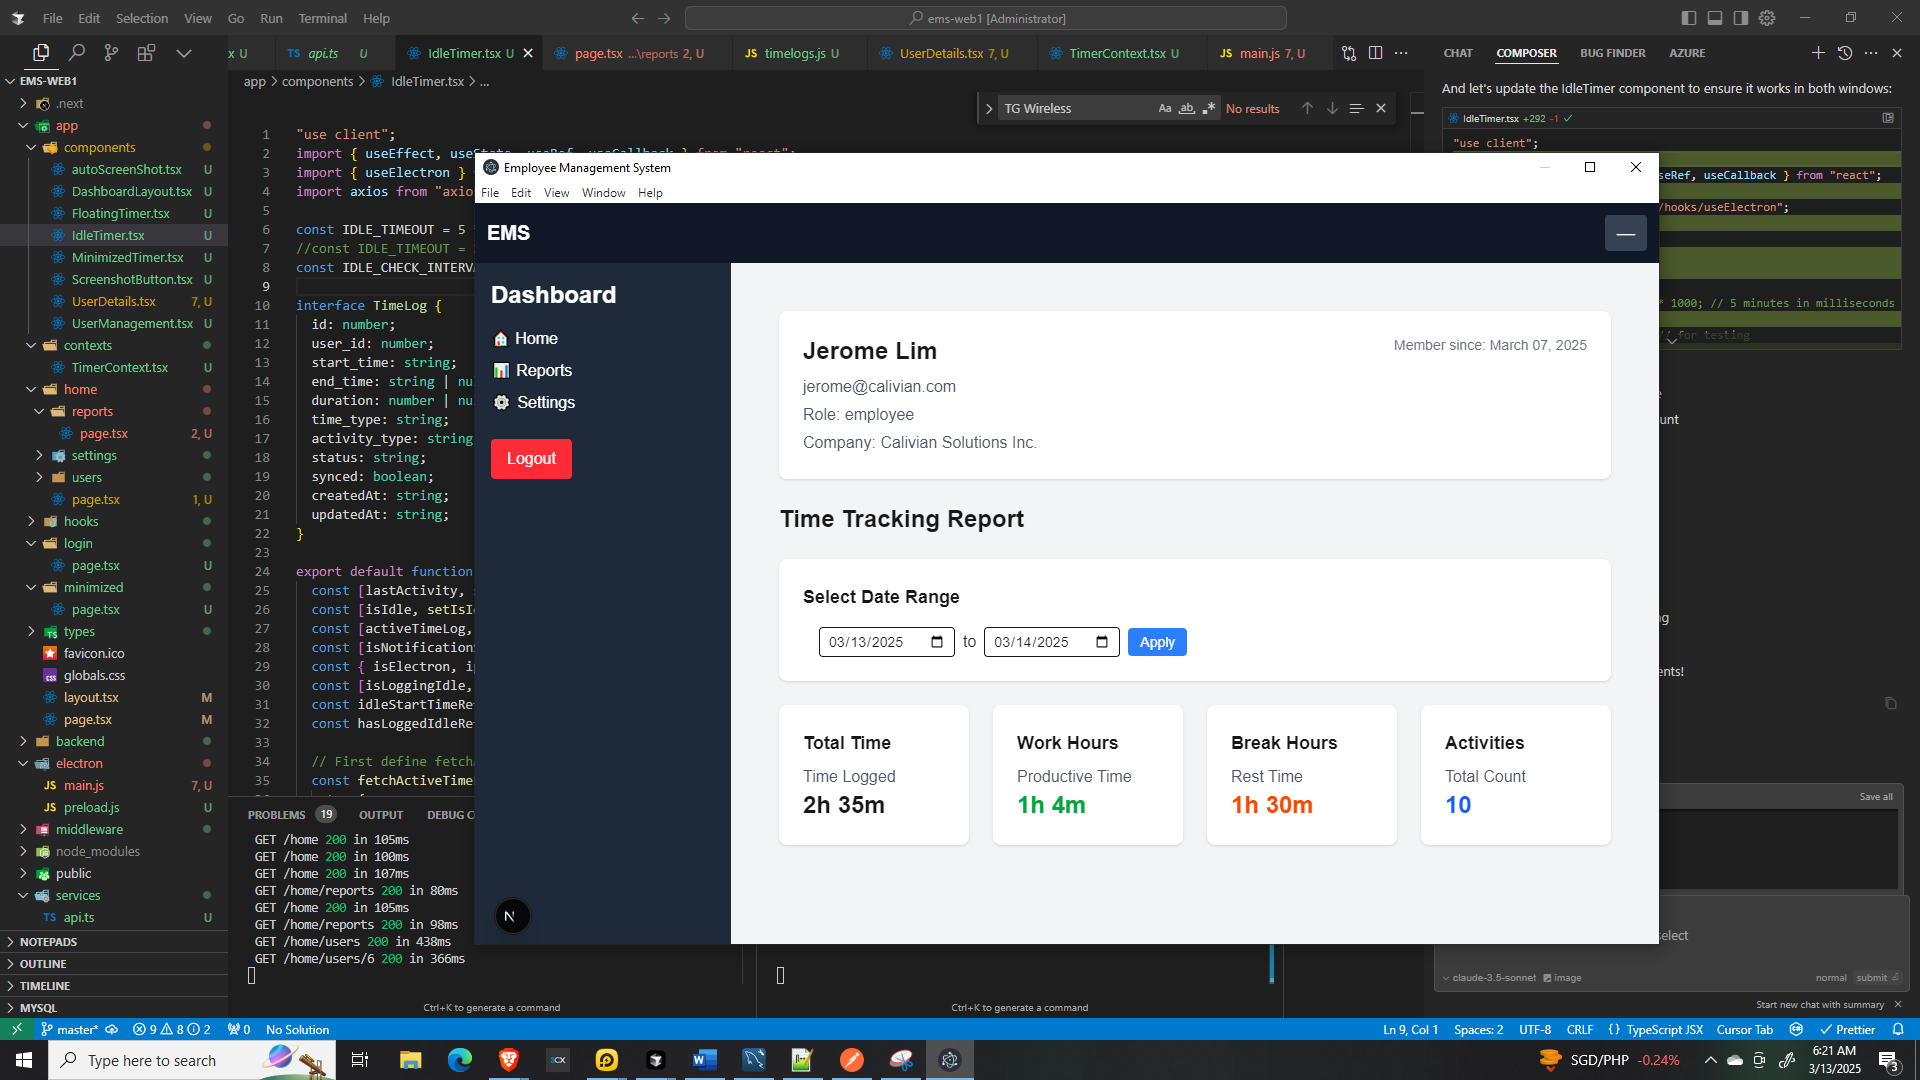 File Edit Selection View Go Run Terminal Help
ems-web1 [Administrator]
x U
TS api.ts U
IdleTimer.tsx U
page.tsx ...\reports 2, U
JS timelogs.js U
UserDetails.tsx 7, U
TimerContext.tsx U
JS main.js 7, U
CHAT COMPOSER BUG FINDER AZURE
EMS-WEB1
.next
app
components
autoScreenShot.tsx U
DashboardLayout.tsx U
FloatingTimer.tsx U
IdleTimer.tsx U
MinimizedTimer.tsx U
ScreenshotButton.tsx U
UserDetails.tsx 7, U
UserManagement.tsx U
contexts
TimerContext.tsx U
home
reports
page.tsx 2, U
settings
users
page.tsx 1, U
hooks
login
page.tsx U
minimized
page.tsx U
types
favicon.ico
globals.css
layout.tsx M
page.tsx M
backend
electron
JS main.js 7, U
JS preload.js U
middleware
node_modules
public
services
TS api.ts U
NOTEPADS
OUTLINE
TIMELINE
MYSQL
app > components > IdleTimer.tsx > ...
TG Wireless Aa ab No results
1 "use client";
2 import { useEffect, useState, useRef, useCallback } from "react";
3 import { useElectron }
4 import axios from "axio
5
6 const IDLE_TIMEOUT = 5
7 //const IDLE_TIMEOUT =
8 const IDLE_CHECK_INTERVA
9
10 interface TimeLog {
11 id: number;
12 user_id: number;
13 start_time: string;
14 end_time: string | nu
15 duration: number | nu
16 time_type: string;
17 activity_type: string
18 status: string;
19 synced: boolean;
20 createdAt: string;
21 updatedAt: string;
22 }
23
24 export default function
25 const [lastActivity,
26 const [isIdle, setIsI
27 const [activeTimeLog,
28 const [isNotification
29 const { isElectron, i
30 const [isLoggingIdle,
31 const idleStartTimeRe
32 const hasLoggedIdleRe
33
34 // First define fetch
35 const fetchActiveTime
PROBLEMS 19 OUTPUT DEBUG C
GET /home 200 in 105ms
GET /home 200 in 100ms
GET /home 200 in 107ms
GET /home/reports 200 in 80ms
GET /home 200 in 105ms
GET /home/reports 200 in 98ms
GET /home/users 200 in 438ms
GET /home/users/6 200 in 366ms
Ctrl+K to generate a command
Ctrl+K to generate a command
Employee Management System
File Edit View Window Help
EMS
Dashboard
Home
Reports
Settings
Logout
N
Jerome Lim
Member since: March 07, 2025
jerome@calivian.com
Role: employee
Company: Calivian Solutions Inc.
Time Tracking Report
Select Date Range
03/13/2025 to 03/14/2025 Apply
Total Time
Time Logged
2h 35m
Work Hours
Productive Time
1h 4m
Break Hours
Rest Time
1h 30m
Activities
Total Count
10
And let's update the IdleTimer component to ensure it works in both windows:
IdleTimer.tsx +292 -1
"use client";
seRef, useCallback } from "react";
/hooks/useElectron";
* 1000; // 5 minutes in milliseconds
// for testing
e
unt
g
ents!
Save all
select
claude-3.5-sonnet image normal submit
Start new chat with summary
master* 9 8 2 0 No Solution
Ln 9, Col 1 Spaces: 2 UTF-8 CRLF { } TypeScript JSX Cursor Tab Prettier
Type here to search
SGD/PHP -0.24%
6:21 AM
3/13/2025
3